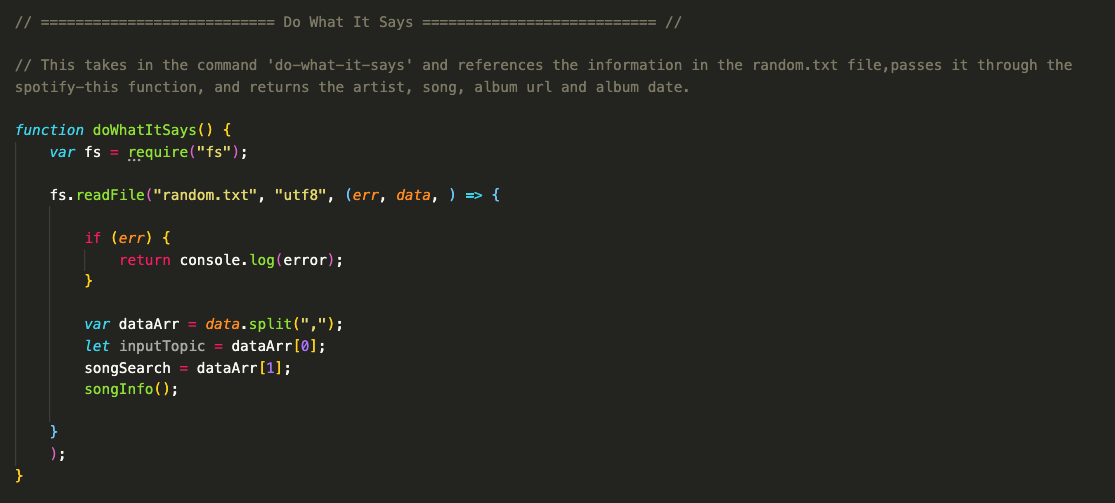 // =========================== Do What It Says =========================== //
// This takes in the command 'do-what-it-says' and references the information in the random.txt file,passes it through the
spotify-this function, and returns the artist, song, album url and album date.
function doWhatItSays() {
var fs = require("fs");
fs.readFile("random.txt", "utf8", (err, data, ) => {
if (err) {
return console.log(error);
}
var dataArr = data.split(",");
let inputTopic = dataArr[0];
songSearch = dataArr[1];
songInfo();
}
);
}